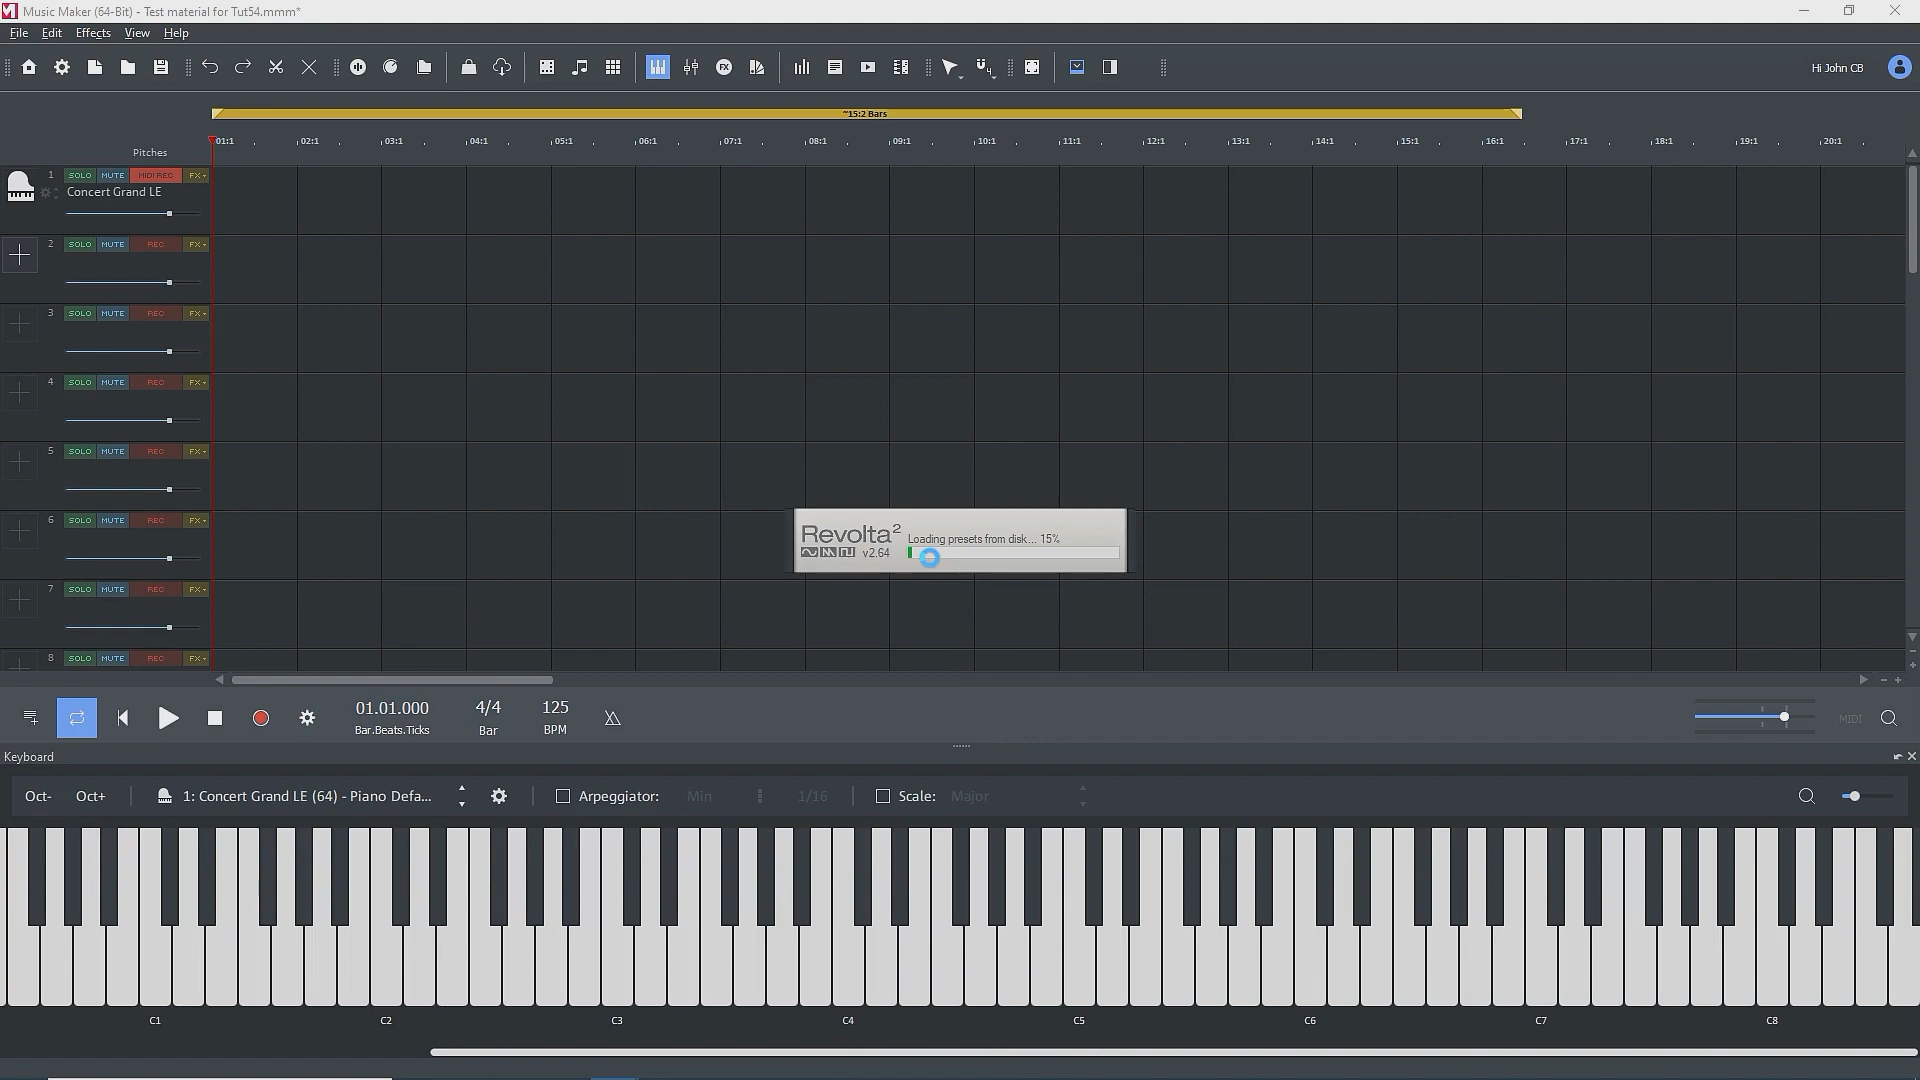 Music Maker (64-Bit) - Test material for Tut54.mmm*
File Edit Effects View Help
FX
Hi John CB
~15:2 Bars
01:1 02:1 03:1 04:1 05:1 06:1 07:1 08:1 09:1 10:1 11:1 12:1 13:1 14:1 15:1 16:1 17:1 18:1 19:1 20:1
Pitches
1 SOLO MUTE MIDI REC FX
Concert Grand LE
2 SOLO MUTE REC FX
3 SOLO MUTE REC FX
4 SOLO MUTE REC FX
5 SOLO MUTE REC FX
6 SOLO MUTE REC FX
Revolta² Loading presets from disk... 15%
v2.64
7 SOLO MUTE REC FX
8 SOLO MUTE REC FX
01.01.000 4/4 125
Bar.Beats.Ticks Bar BPM
MIDI
Keyboard
Oct- Oct+ 1: Concert Grand LE (64) - Piano Defa... Arpeggiator: Min 1/16 Scale: Major
C1 C2 C3 C4 C5 C6 C7 C8